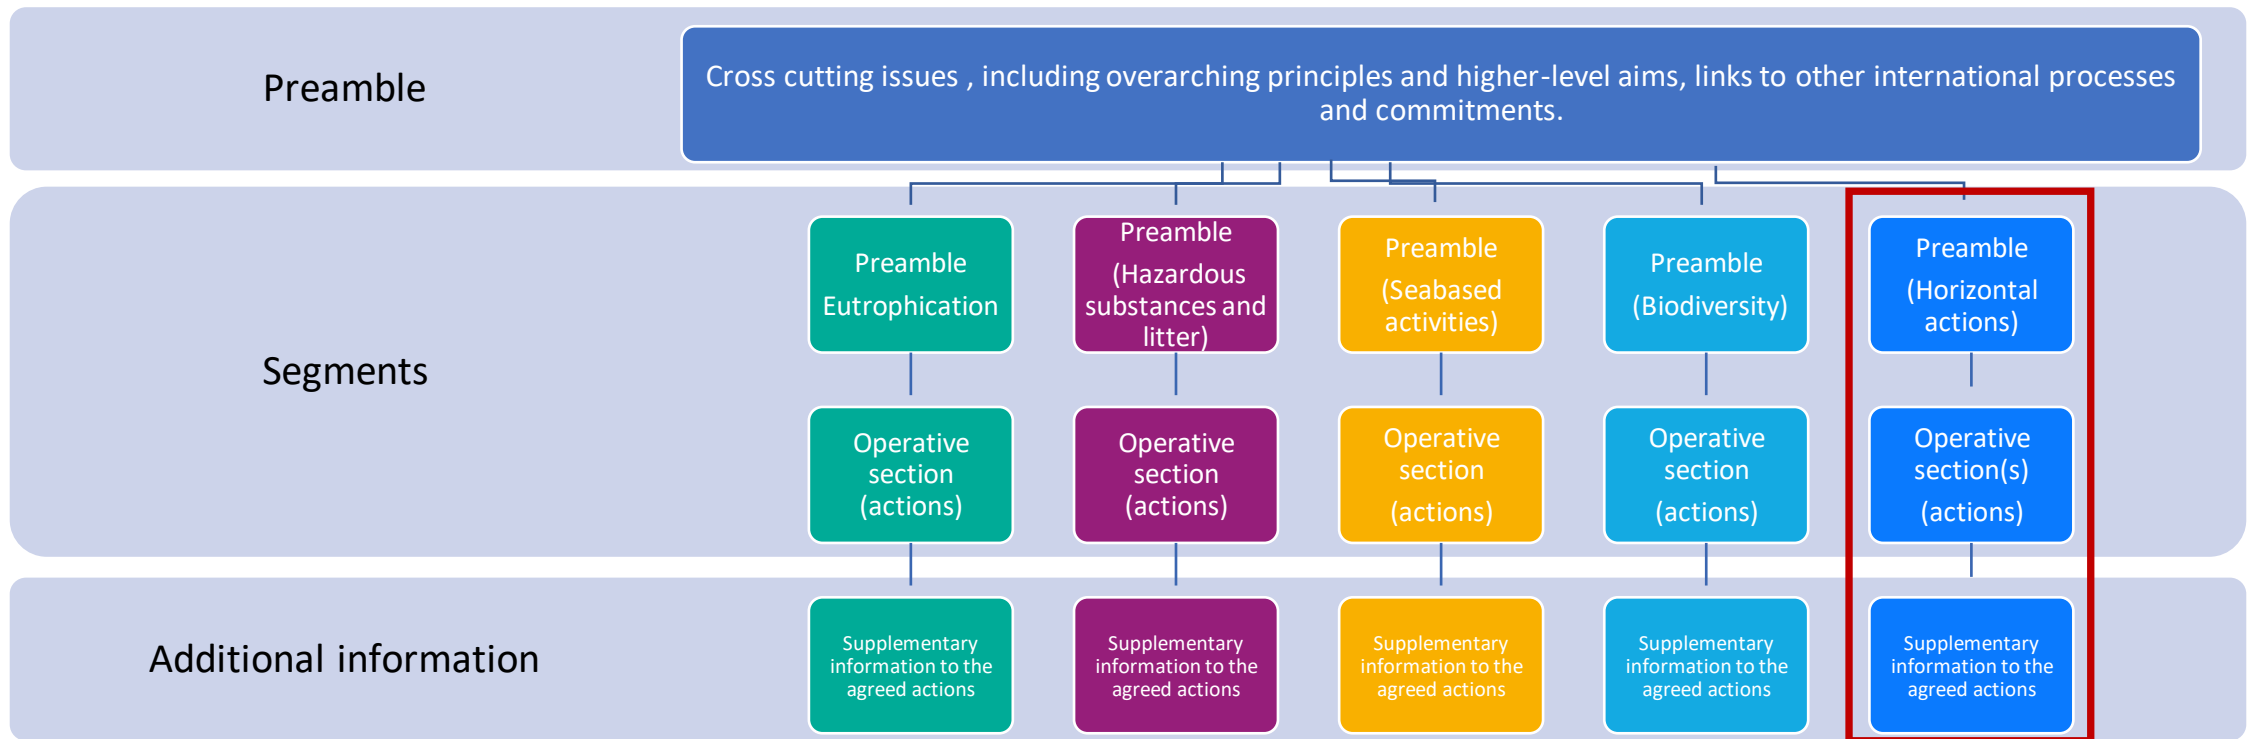 Preamble
Cross cutting issues , including overarching principles and higher-level aims, links to other international processes
and commitments.
Segments
Preamble
Eutrophication
Preamble
(Hazardous
substances and
litter)
Preamble
(Seabased
activities)
Preamble
(Biodiversity)
Preamble
(Horizontal
actions)
Operative
section
(actions)
Operative
section
(actions)
Operative
section
(actions)
Operative
section
(actions)
Operative
section(s)
(actions)
Additional information
Supplementary
information to the
agreed actions
Supplementary
information to the
agreed actions
Supplementary
information to the
agreed actions
Supplementary
information to the
agreed actions
Supplementary
information to the
agreed actions